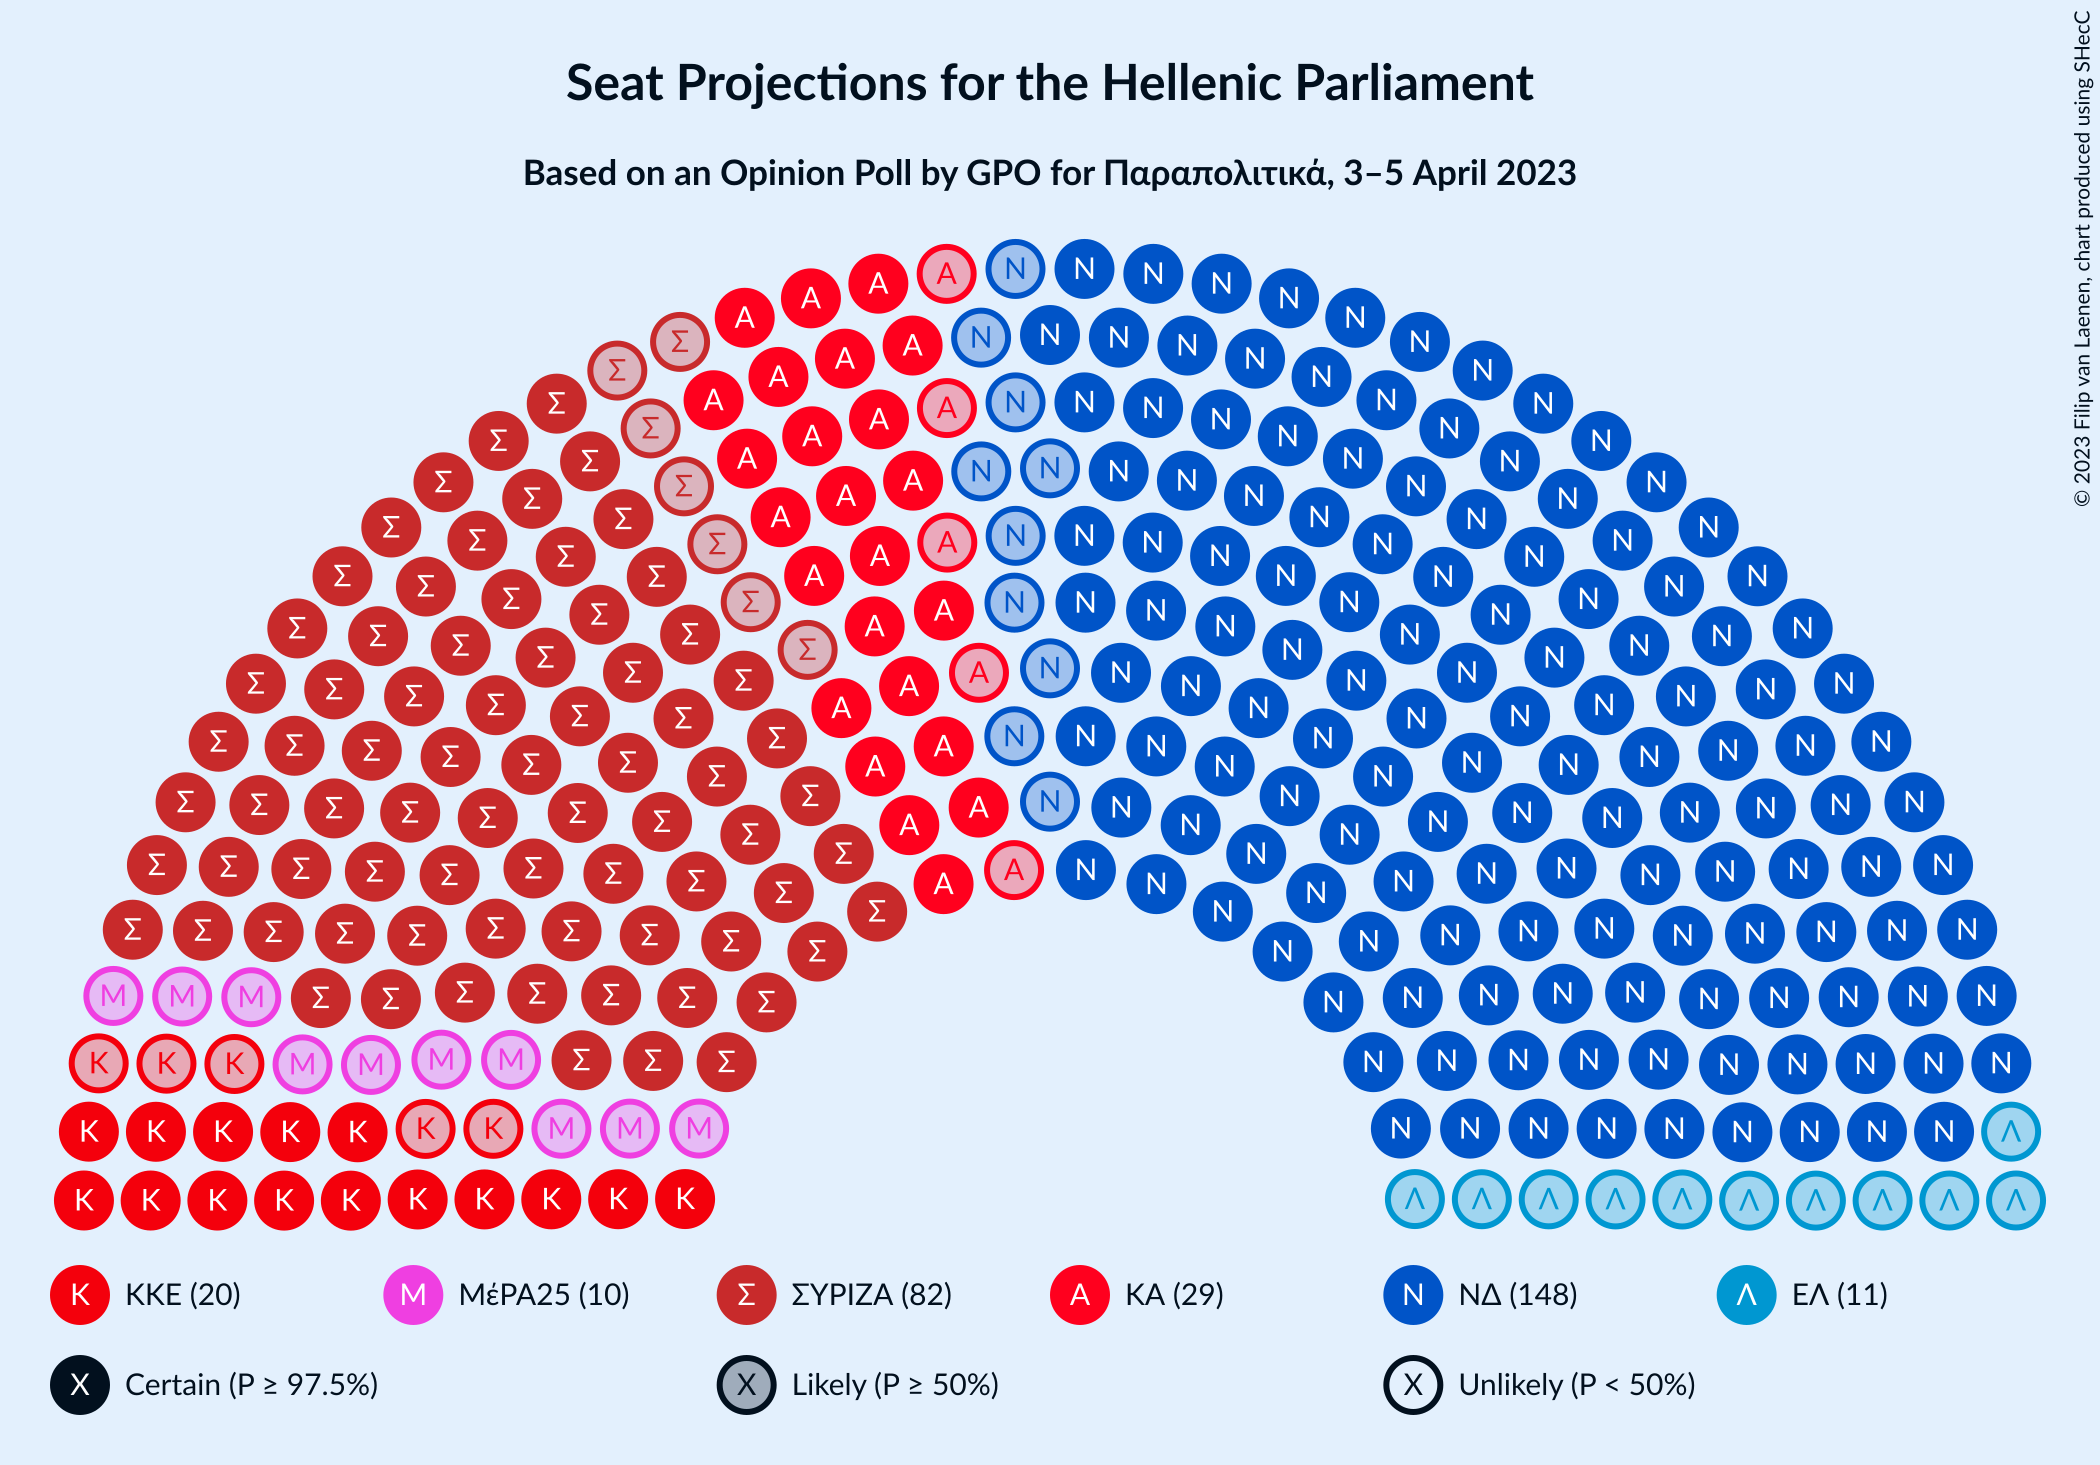 Seat Projections for the Hellenic Parliament
Based on an Opinion Poll by GPO for Παραπολιτικά, 3–5 April 2023
© 2023 Filip van Laenen, chart produced using SHecC
Κ ΚΚΕ (20)
Μ ΜέΡΑ25 (10)
Σ ΣΥΡΙΖΑ (82)
Α ΚΑ (29)
Ν ΝΔ (148)
Λ ΕΛ (11)
X Certain (P ≥ 97.5%)
X Likely (P ≥ 50%)
X Unlikely (P < 50%)